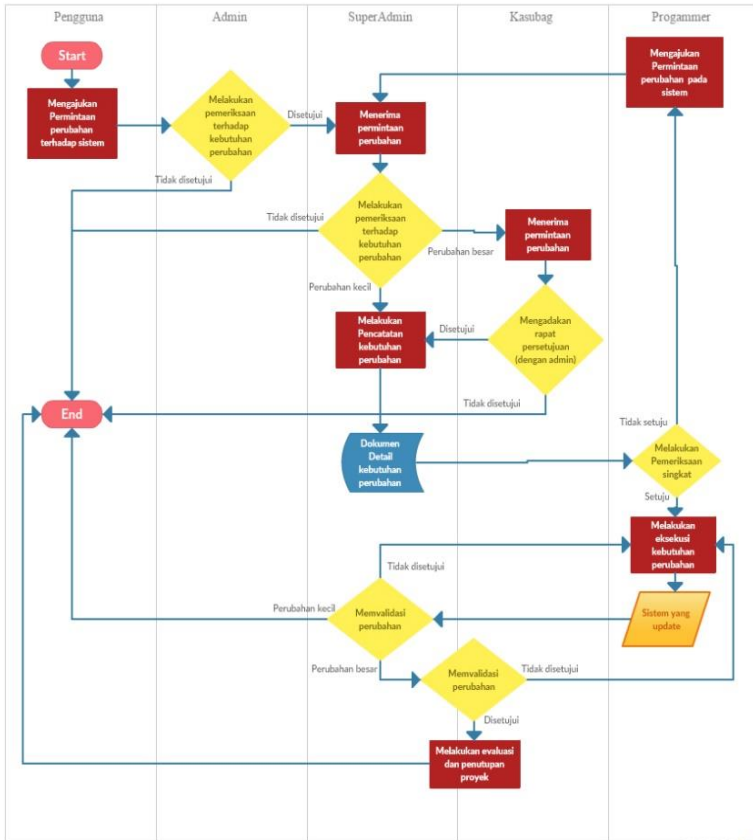 Pengguna
Admin
SuperAdmin
Kasubag
Progammer
Start
Mengajukan
Permintaan
perubahan
terhadap sistem
Melakukan
pemeriksaan
terhadap
kebutuhan
perubahan
Disetujui
Menerima
permintaan
perubahan
Mengajukan
Permintaan
perubahan pada
sistem
Tidak disetujui
Tidak disetujui
Melakukan
pemeriksaan
terhadap
kebutuhan
perubahan
Perubahan besar
Menerima
permintaan
perubahan
Perubahan kecil
Melakukan
Pencatatan
kebutuhan
perubahan
Disetujui
Mengadakan
rapat
persetujuan
(dengan admin)
Tidak disetujui
End
Dokumen
Detail
kebutuhan
perubahan
Tidak setuju
Melakukan
Pemeriksaan
singkat
Setuju
Melakukan
eksekusi
kebutuhan
perubahan
Tidak disetujui
Perubahan kecil
Memvalidasi
perubahan
Sistem yang
update
Perubahan besar
Memvalidasi
perubahan
Tidak disetujui
Disetujui
Melakukan evaluasi
dan penutupan
proyek